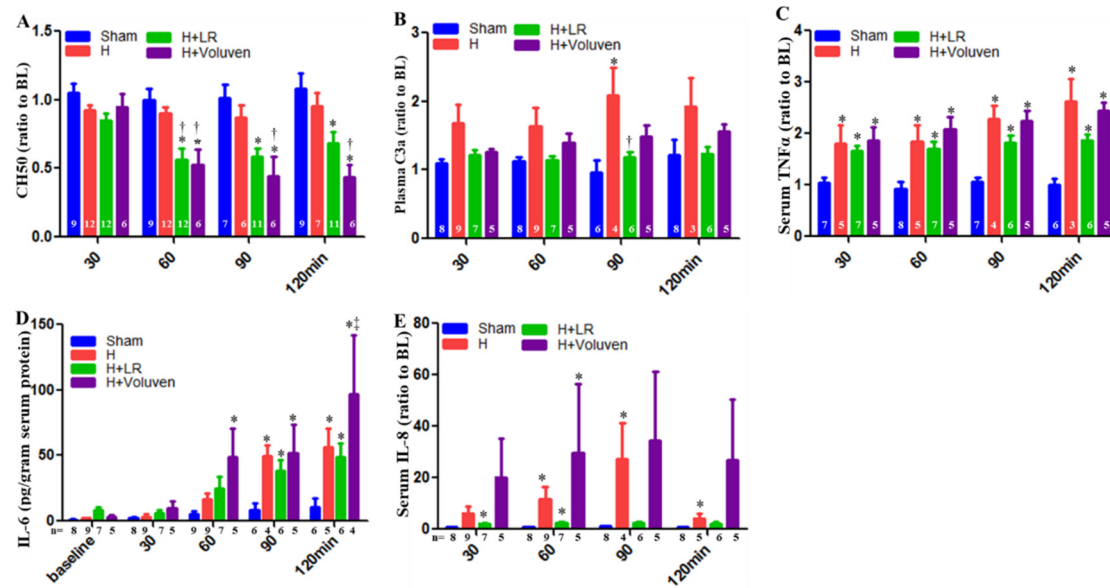 A
CH50 (ratio to BL)
1.5
1.0
0.5
0.0
Sham
H
H+LR
H+Voluven
† †
* *
*
†
*
*
†
*
9 12 12 6
9 12 12 6
7 6 11 6
9 7 11 6
30 60 90 120min
B
Plasma C3a (ratio to BL)
4
3
2
1
0
Sham
H
H+LR
H+Voluven
*
†
8 9 7 5
8 9 7 5
6 4 6 5
8 3 6 5
30 60 90 120min
C
Serum TNFα (ratio to BL)
4
3
2
1
0
Sham
H
H+LR
H+Voluven
* * *
* * *
* * *
* * *
7 5 7 5
8 5 7 5
7 4 6 5
6 3 6 5
30 60 90 120min
D
IL-6 (pg/gram serum protein)
150
100
50
0
Sham
H
H+LR
H+Voluven
*
* * *
* * *‡
n= 8 9 7 5 8 9 7 5 8 9 7 5 6 4 6 5 6 5 6 4
baseline 30 60 90 120min
E
Serum IL-8 (ratio to BL)
80
60
40
20
0
Sham
H
H+LR
H+Voluven
*
* * *
*
*
n= 8 9 7 5 8 9 7 5 8 4 6 5 8 5 6 5
30 60 90 120min